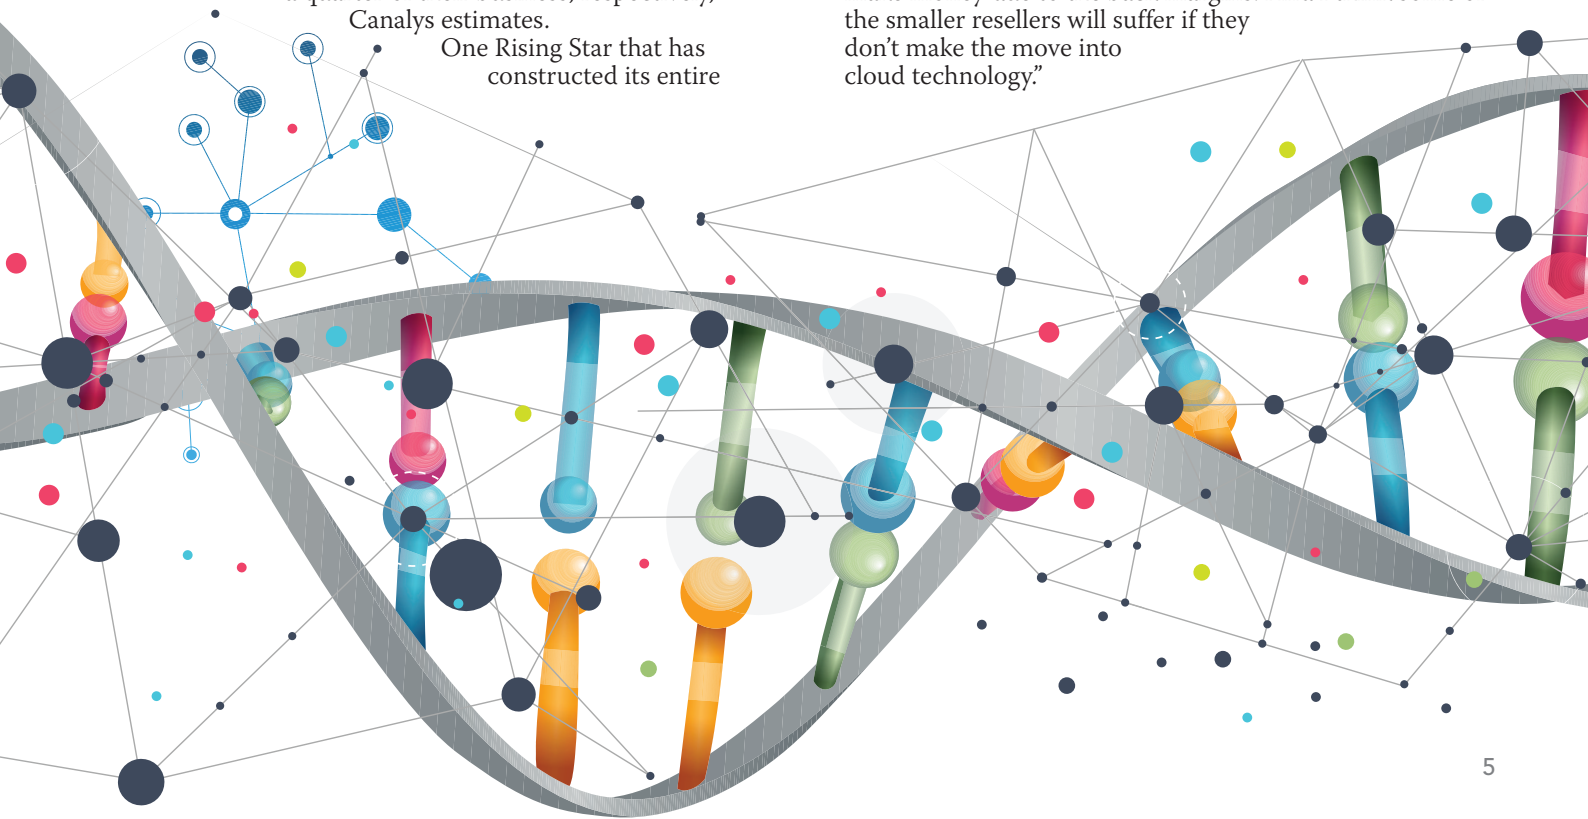 Canalys estimates.
One Rising Star that has
constructed its entire
the smaller resellers will suffer if they
don’t make the move into
cloud technology.”
5